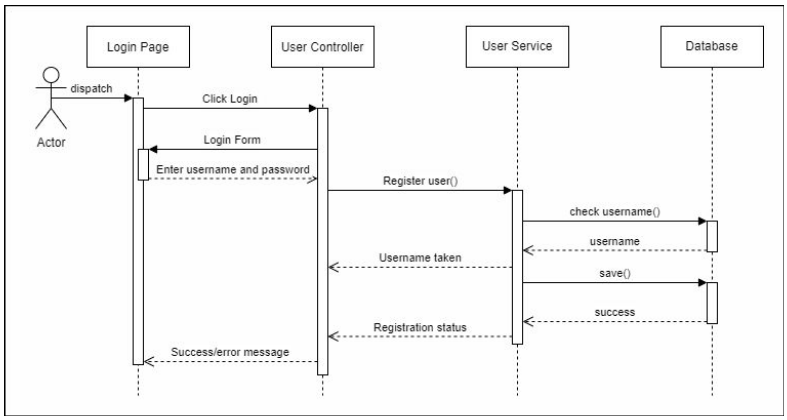 Login Page
User Controller
User Service
Database
dispatch
Actor
Click Login
Login Form
Enter username and password
Register user()
check username()
username
Username taken
save()
success
Registration status
Success/error message